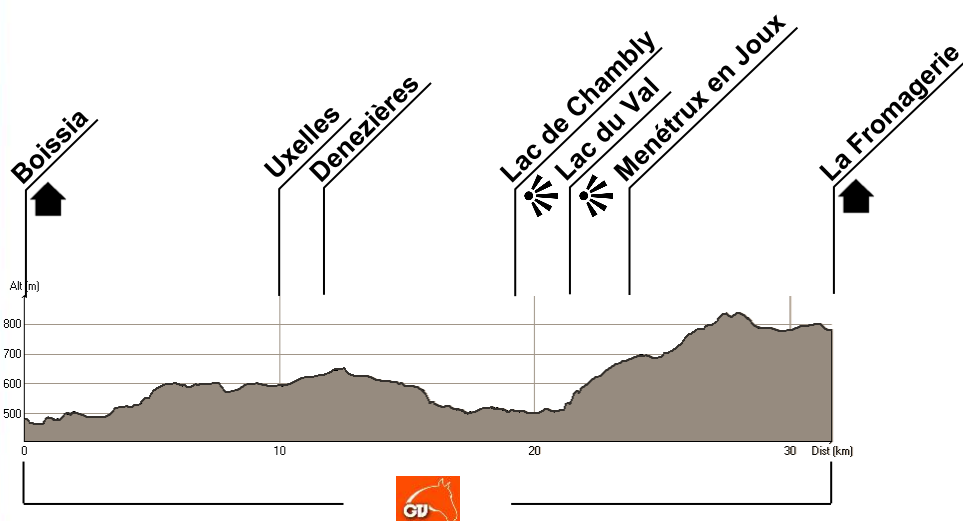 Boissia
Uxelles
Denezières
Lac de Chambly
Lac du Val
Menétrux en Joux
La Fromagerie
Alt (m)
800
700
600
500
0
10
20
30
Dist (km)
GV